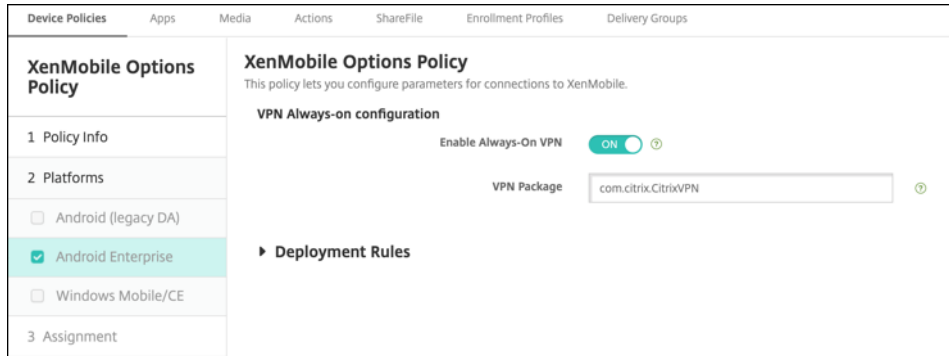 Device Policies Apps Media Actions ShareFile Enrollment Profiles Delivery Groups
XenMobile Options
Policy
1 Policy Info
2 Platforms
Android (legacy DA)
Android Enterprise
Windows Mobile/CE
3 Assignment
XenMobile Options Policy
This policy lets you configure parameters for connections to XenMobile.
VPN Always-on configuration
Enable Always-On VPN ON ?
VPN Package com.citrix.CitrixVPN ?
Deployment Rules